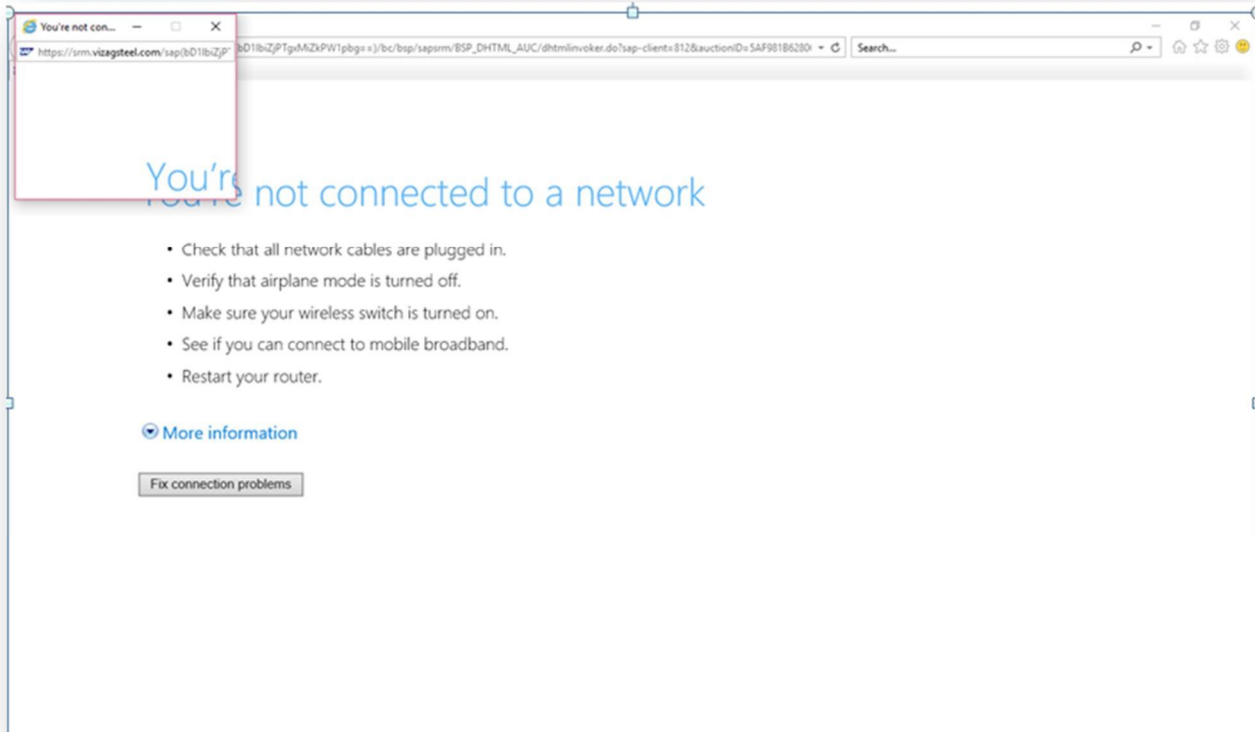 You're not con...
https://srm.vizagsteel.com/sap(bD1lbiZjP
bD1lbiZjPTgxMiZkPW1pbg==)/bc/bsp/sapsrm/BSP_DHTML_AUC/dhtmlinvoker.do?sap-client=812&auctionID=5AF981B6280
Search...
You're
You're not connected to a network
• Check that all network cables are plugged in.
• Verify that airplane mode is turned off.
• Make sure your wireless switch is turned on.
• See if you can connect to mobile broadband.
• Restart your router.
More information
Fix connection problems